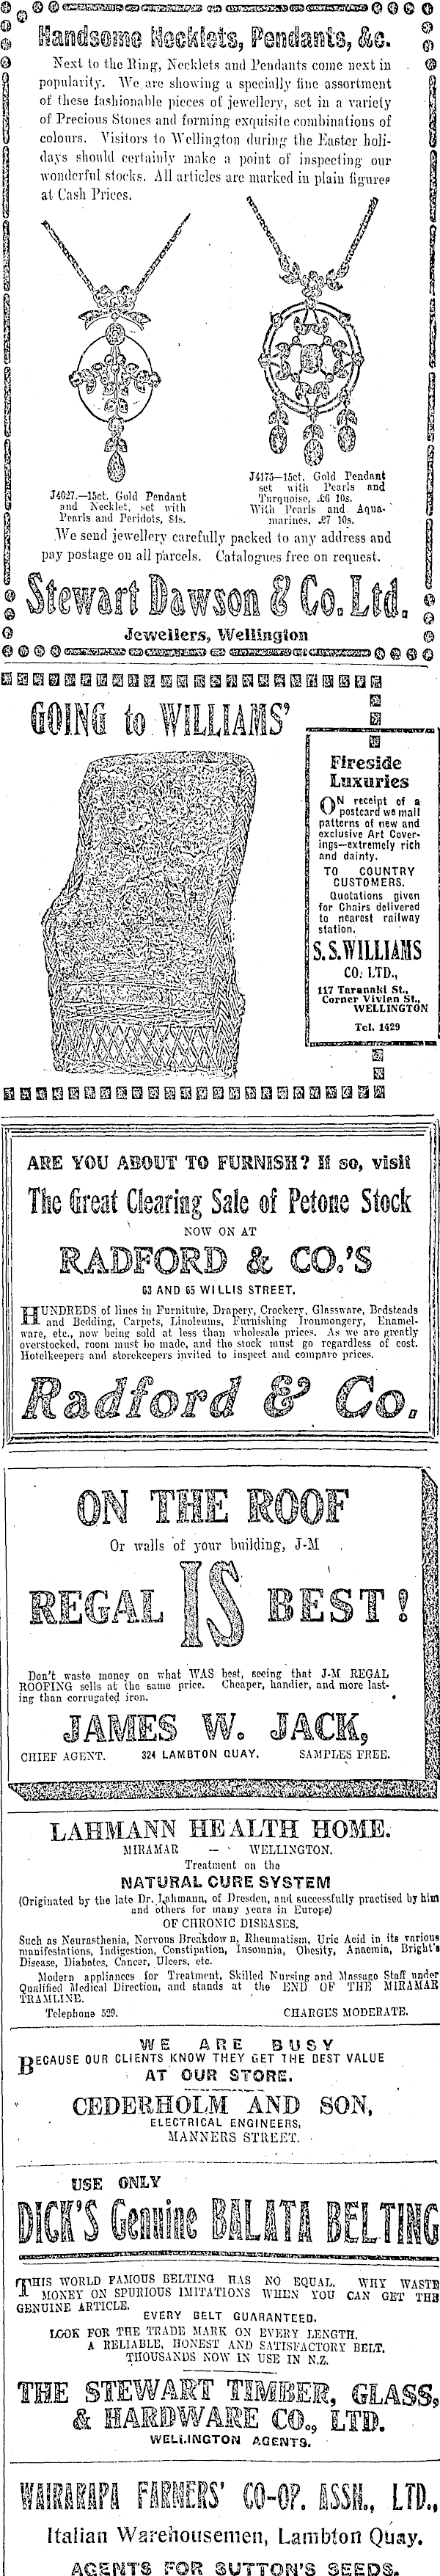 Handsome Necklets, Pendants, &c.
Next to the Ring, Necklets and Pendants come next in
popularity. We are showing a specially fine assortment
of these fashionable pieces of jewellery, set in a variety
of Precious Stones and forming exquisite combinations of
colours. Visitors to Wellington during the Easter holi-
days should certainly make a point of inspecting our
wonderful stocks. All articles are marked in plain figures
at Cash Prices.
J4027.—15ct. Gold Pendant
and Necklet, set with
Pearls and Peridots, 81s.
J4175—15ct. Gold Pendant
set with Pearls and
Turquoise, £6 10s.
With Pearls and Aqua-
marines, £7 10s.
We send jewellery carefully packed to any address and
pay postage on all parcels. Catalogues free on request.
Stewart Dawson & Co. Ltd.
Jewellers, Wellington
GOING to WILLIAMS'
Fireside
Luxuries
ON receipt of a
postcard we mail
patterns of new and
exclusive Art Cover-
ings—extremely rich
and dainty.
TO COUNTRY
CUSTOMERS.
Quotations given
for Chairs delivered
to nearest railway
station.
S.S. WILLIAMS
CO. LTD.,
117 Taranaki St.,
Corner Vivien St.,
WELLINGTON
Tel. 1429
ARE YOU ABOUT TO FURNISH? If so, visit
The Great Clearing Sale of Petone Stock
NOW ON AT
RADFORD & CO.'S
63 AND 65 WILLIS STREET.
HUNDREDS of lines in Furniture, Drapery, Crockery, Glassware, Bedsteads
and Bedding, Carpets, Linoleums, Furnishing Ironmongery, Enamel-
ware, etc., now being sold at less than wholesale prices. As we are greatly
overstocked, room must be made, and the stock must go regardless of cost.
Hotelkeepers and storekeepers invited to inspect and compare prices.
Radford & Co.
ON THE ROOF
Or walls of your building, J-M
REGAL IS BEST!
Don't waste money on what WAS best, seeing that J-M REGAL
ROOFING sells at the same price. Cheaper, handier, and more last-
ing than corrugated iron.
JAMES W. JACK,
CHIEF AGENT. 324 LAMBTON QUAY. SAMPLES FREE.
LAHMANN HEALTH HOME.
MIRAMAR — WELLINGTON.
Treatment on the
NATURAL CURE SYSTEM
(Originated by the late Dr. Lahmann, of Dresden, and successfully practised by him
and others for many years in Europe)
OF CHRONIC DISEASES.
Such as Neurasthenia, Nervous Breakdown, Rheumatism, Uric Acid in its various
manifestations, Indigestion, Constipation, Insomnia, Obesity, Anaemia, Bright's
Disease, Diabetes, Cancer, Ulcers, etc.
Modern appliances for Treatment, Skilled Nursing and Massage Staff under
Qualified Medical Direction, and stands at the END OF THE MIRAMAR
TRAMLINE.
Telephone 529. CHARGES MODERATE.
WE ARE BUSY
BECAUSE OUR CLIENTS KNOW THEY GET THE BEST VALUE
AT OUR STORE.
CEDERHOLM AND SON,
ELECTRICAL ENGINEERS,
MANNERS STREET.
USE ONLY
DICK'S Genuine BALATA BELTING
THIS WORLD FAMOUS BELTING HAS NO EQUAL. WHY WASTE
MONEY ON SPURIOUS IMITATIONS WHEN YOU CAN GET THE
GENUINE ARTICLE.
EVERY BELT GUARANTEED.
LOOK FOR THE TRADE MARK ON EVERY LENGTH.
A RELIABLE, HONEST AND SATISFACTORY BELT.
THOUSANDS NOW IN USE IN N.Z.
THE STEWART TIMBER, GLASS,
& HARDWARE CO., LTD.
WELLINGTON AGENTS.
WAIRARAPA FARMERS' CO-OP. ASSN., LTD.,
Italian Warehousemen, Lambton Quay.
AGENTS FOR SUTTON'S SEEDS.